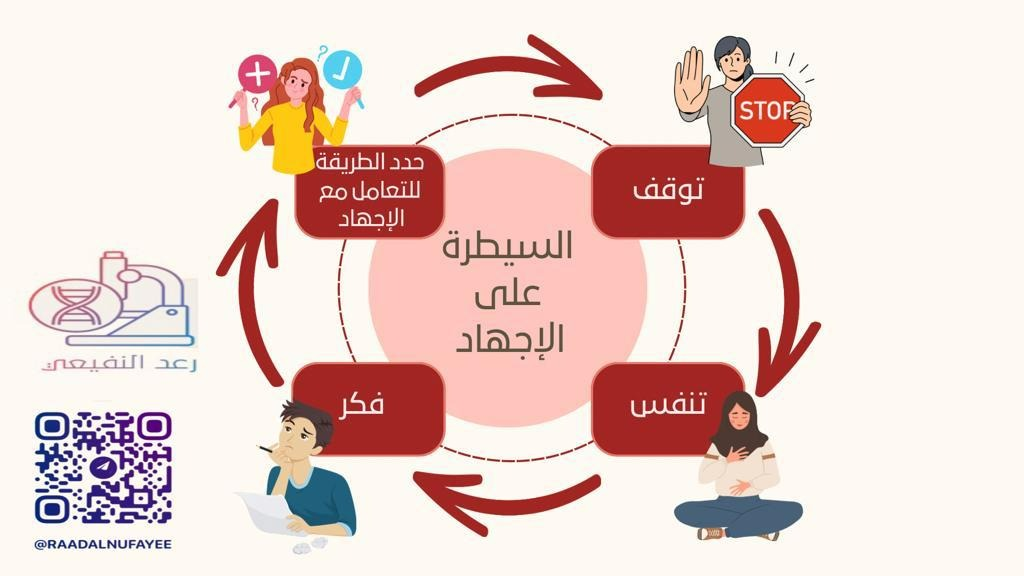 السيطرة
على
الإجهاد
توقف
STOP
تنفس
فكر
حدد الطريقة
للتعامل مع
الإجهاد
رعد النفيعي
@RAADALNUFAYEE